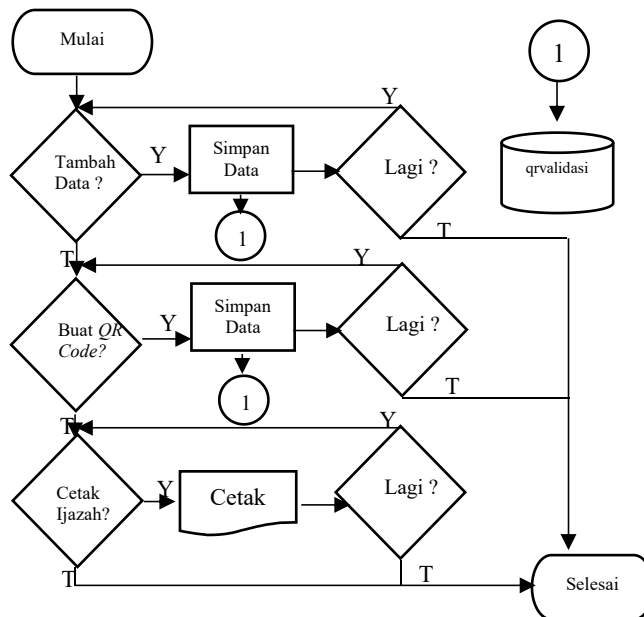 Mulai
1
Y
Tambah
Data ?
Y
Simpan
Data
Lagi ?
qrvalidasi
1
T
T
Y
Buat QR
Code?
Y
Simpan
Data
Lagi ?
1
T
T
Y
Cetak
Ijazah?
Y
Cetak
Lagi ?
T
T
Selesai